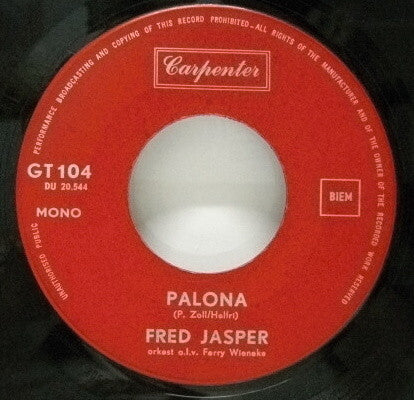 PERFORMANCE BROADCASTING AND COPYING OF THIS RECORD PROHIBITED–ALL RIGHTS OF THE MANUFACTURER AND OF THE OWNER OF THE RECORDED WORK RESERVED
UNAUTHORISED PUBLIC
Carpenter
GT 104
DU 20.544
MONO
BIEM
PALONA
(P. Zoll/Hellri)
FRED JASPER
orkest o.l.v. Ferry Wieneke